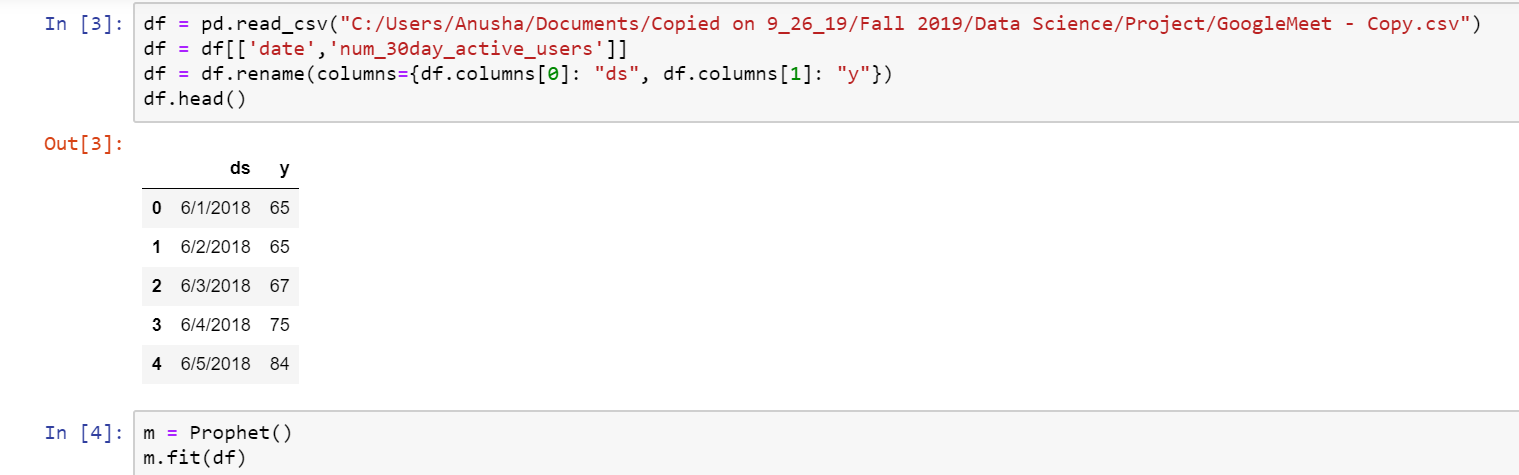 In [3]: df = pd.read_csv("C:/Users/Anusha/Documents/Copied on 9_26_19/Fall 2019/Data Science/Project/GoogleMeet - Copy.csv")
df = df[['date','num_30day_active_users']]
df = df.rename(columns={df.columns[0]: "ds", df.columns[1]: "y"})
df.head()
Out[3]:
ds y
0 6/1/2018 65
1 6/2/2018 65
2 6/3/2018 67
3 6/4/2018 75
4 6/5/2018 84
In [4]: m = Prophet()
m.fit(df)